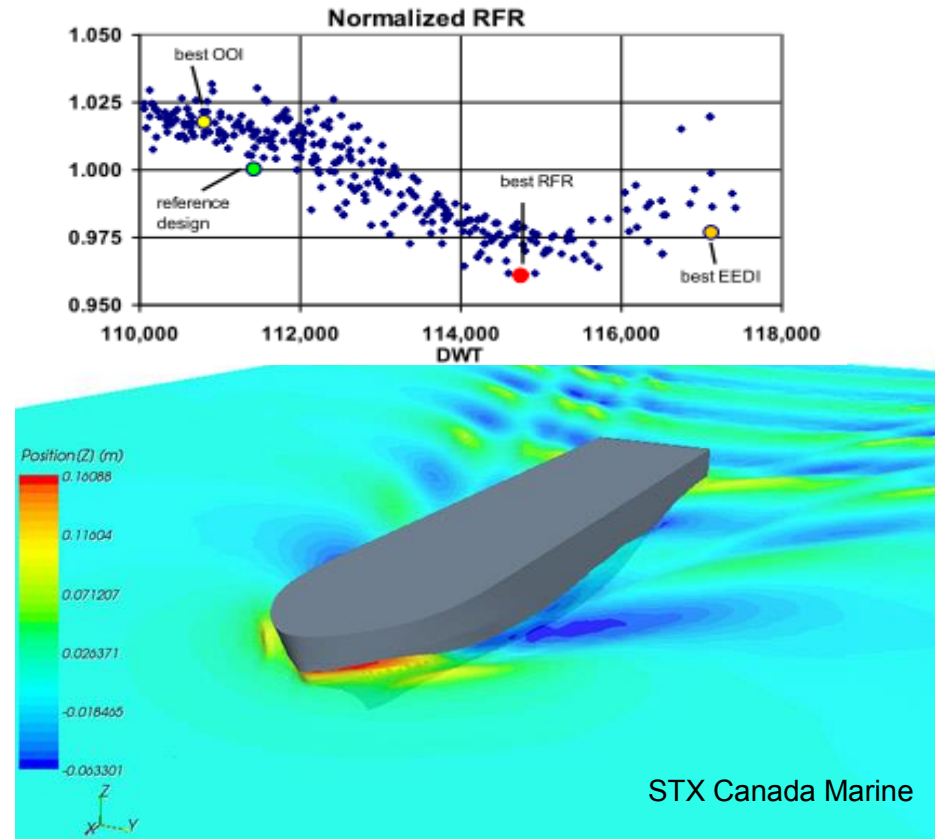 Normalized RFR
1.050
best OOI
1.025
1.000
best RFR
reference
design
0.975
best EEDI
0.950
110,000 112,000 114,000 116,000 118,000
DWT
Position(Z) (m)
0.16088
0.11604
0.071207
0.026371
-0.018465
-0.063301
Z
X Y
STX Canada Marine